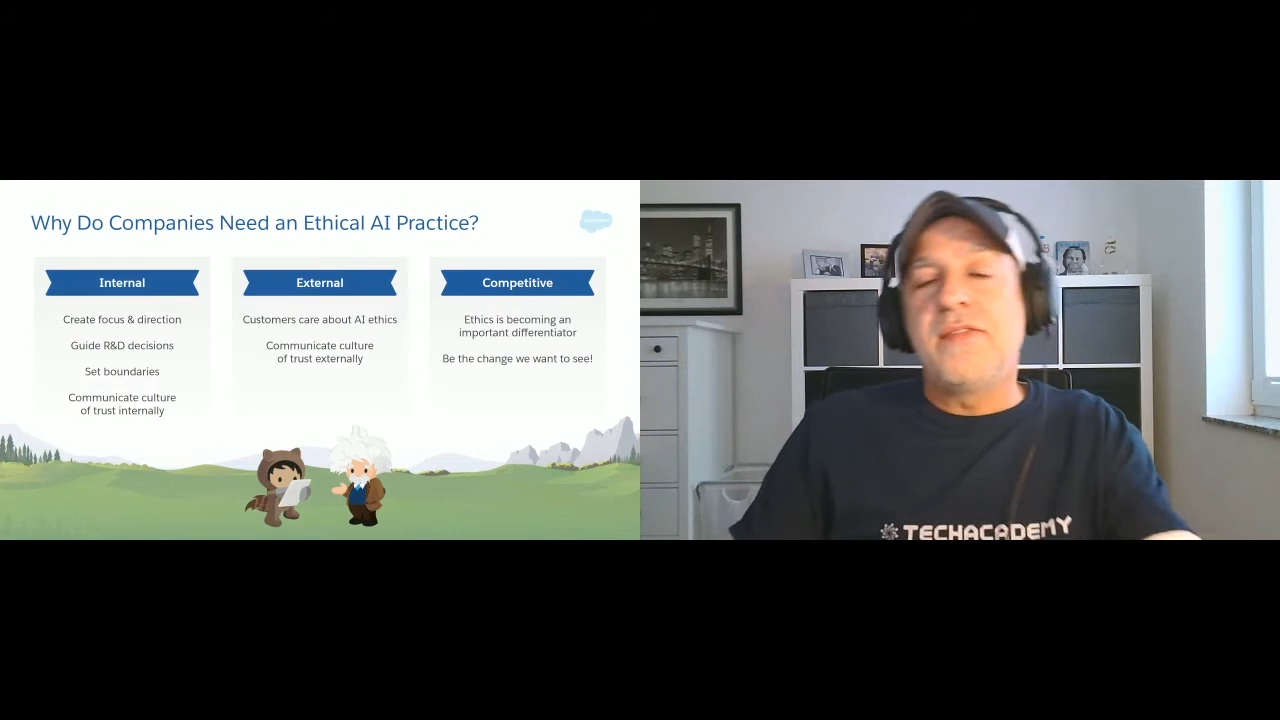 Why Do Companies Need an Ethical AI Practice?
salesforce
Internal
Create focus & direction
Guide R&D decisions
Set boundaries
Communicate culture
of trust internally
External
Customers care about AI ethics
Communicate culture
of trust externally
Competitive
Ethics is becoming an
important differentiator
Be the change we want to see!
TECHACADEMY